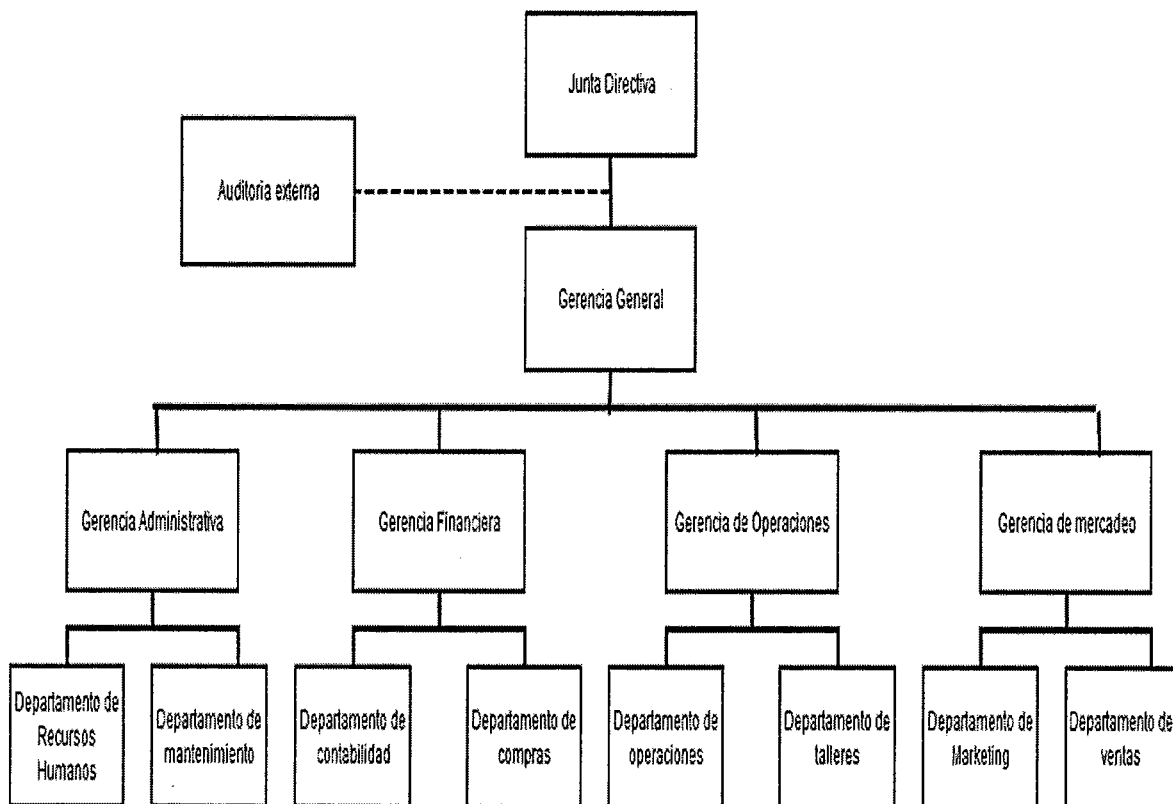 Junta Directiva
Auditoria externa
Gerencia General
Gerencia Administrativa
Gerencia Financiera
Gerencia de Operaciones
Gerencia de mercadeo
Departamento de
Recursos
Humanos
Departamento de
mantenimiento
Departamento de
contabilidad
Departamento de
compras
Departamento de
operaciones
Departamento de
talleres
Departamento de
Marketing
Departamento de
ventas